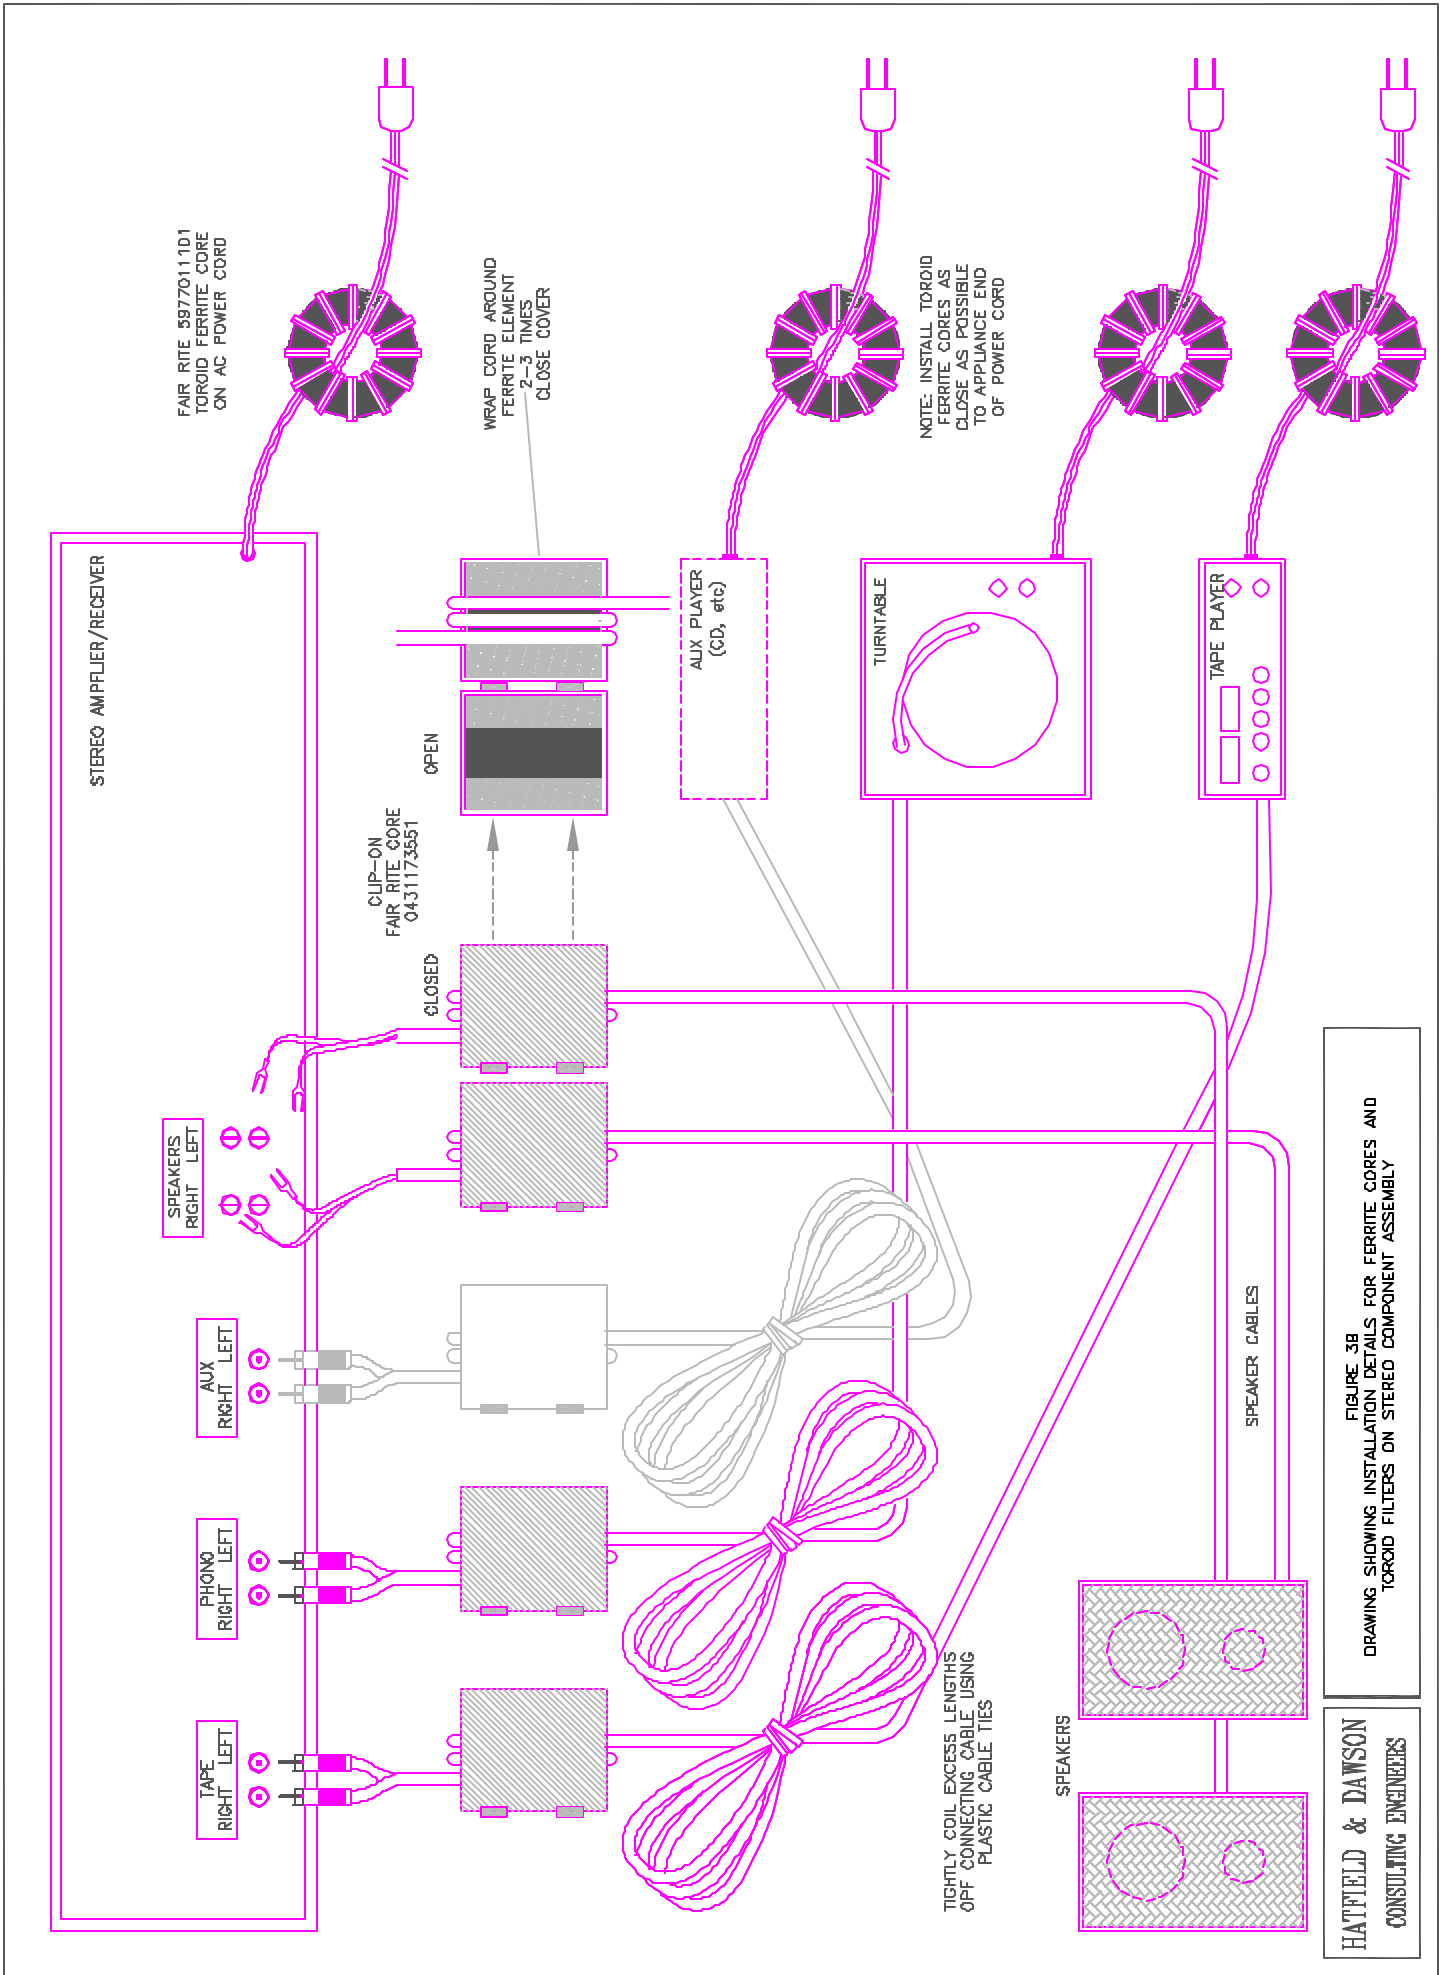 STEREO AMPFLIER/RECEIVER
FAIR RITE 5977011101
TOROID FERRITE CORE
ON AC POWER CORD
SPEAKERS
RIGHT LEFT
TAPE
RIGHT LEFT
PHONO
RIGHT LEFT
AUX
RIGHT LEFT
CLIP-ON
FAIR RITE CORE
0431173551
CLOSED
OPEN
WRAP CORD AROUND
FERRITE ELEMENT
2-3 TIMES
CLOSE COVER
AUX PLAYER
(CD, etc)
TURNTABLE
NOTE: INSTALL TOROID
FERRITE CORES AS
CLOSE AS POSSIBLE
TO APPLIANCE END
OF POWER CORD
TIGHTLY COIL EXCESS LENGTHS
OPF CONNECTING CABLE USING
PLASTIC CABLE TIES
SPEAKERS
TAPE PLAYER
SPEAKER CABLES
HATFIELD & DAWSON
CONSULTING ENGINEERS
FIGURE 3B
DRAWING SHOWING INSTALLATION DETAILS FOR FERRITE CORES AND
TOROID FILTERS ON STEREO COMPONENT ASSEMBLY